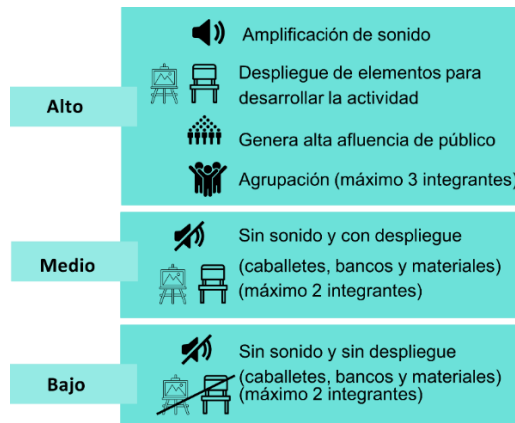 Alto
Amplificación de sonido
Despliegue de elementos para
desarrollar la actividad
Genera alta afluencia de público
Agrupación (máximo 3 integrantes)
Medio
Sin sonido y con despliegue
(caballetes, bancos y materiales)
(máximo 2 integrantes)
Bajo
Sin sonido y sin despliegue
(caballetes, bancos y materiales)
(máximo 2 integrantes)